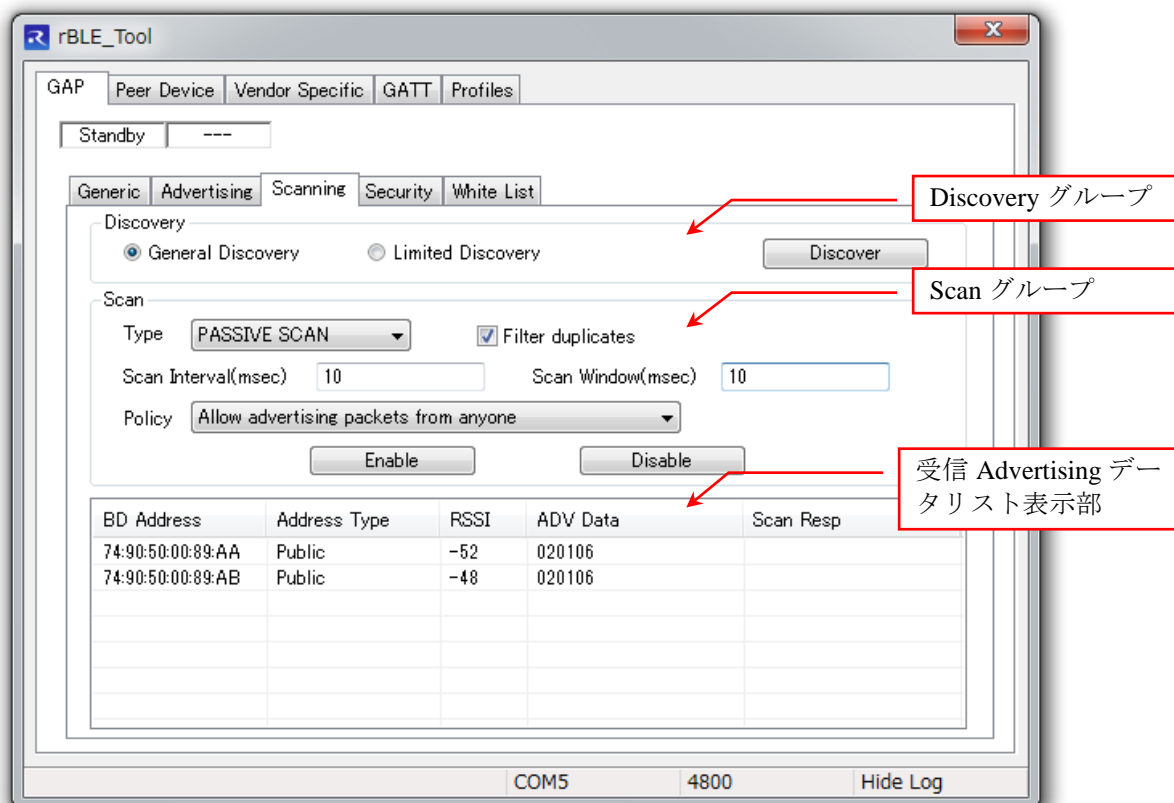 rBLE_Tool
GAP Peer Device Vendor Specific GATT Profiles
Standby ---
Generic Advertising Scanning Security White List
Discovery グループ
Discovery
General Discovery Limited Discovery Discover
Scan グループ
Scan
Type PASSIVE SCAN Filter duplicates
Scan Interval(msec) 10 Scan Window(msec) 10
Policy Allow advertising packets from anyone
Enable Disable
受信 Advertising デー
タリスト表示部
BD Address Address Type RSSI ADV Data Scan Resp
74:90:50:00:89:AA Public -52 020106
74:90:50:00:89:AB Public -48 020106
COM5 4800 Hide Log